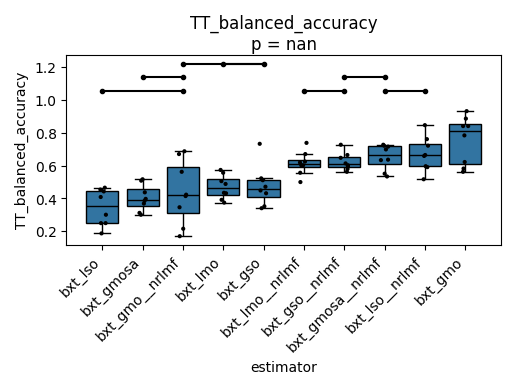 TT_balanced_accuracy
p = nan
TT_balanced_accuracy
1.2
1.0
0.8
0.6
0.4
0.2
bxt_lso
bxt_gmosa
bxt_gmo__nrlmf
bxt_lmo
bxt_gso
bxt_lmo__nrlmf
bxt_gso__nrlmf
bxt_gmosa__nrlmf
bxt_lso__nrlmf
bxt_gmo
estimator